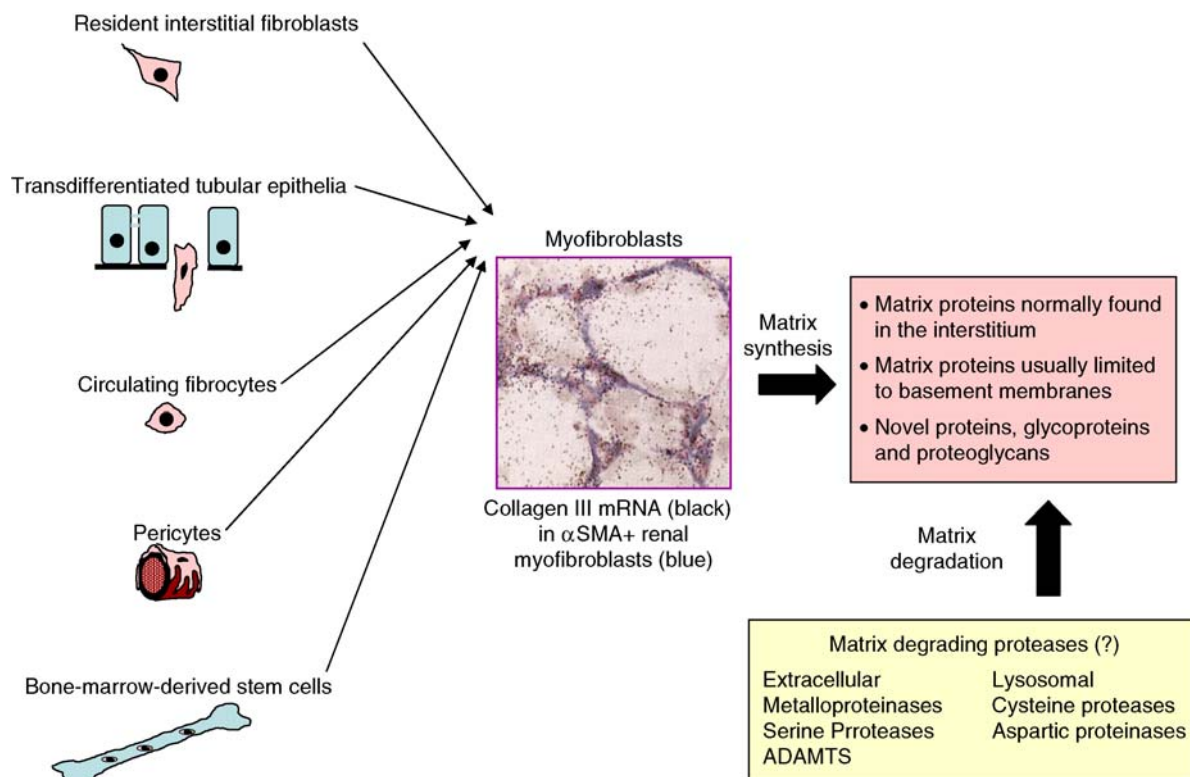 Resident interstitial fibroblasts
Transdifferentiated tubular epithelia
Circulating fibrocytes
Pericytes
Bone-marrow-derived stem cells
Myofibroblasts
Collagen III mRNA (black)
in αSMA+ renal
myofibroblasts (blue)
Matrix
synthesis
• Matrix proteins normally found
in the interstitium
• Matrix proteins usually limited
to basement membranes
• Novel proteins, glycoproteins
and proteoglycans
Matrix
degradation
Matrix degrading proteases (?)
Extracellular
Metalloproteinases
Serine Prroteases
ADAMTS
Lysosomal
Cysteine proteases
Aspartic proteinases